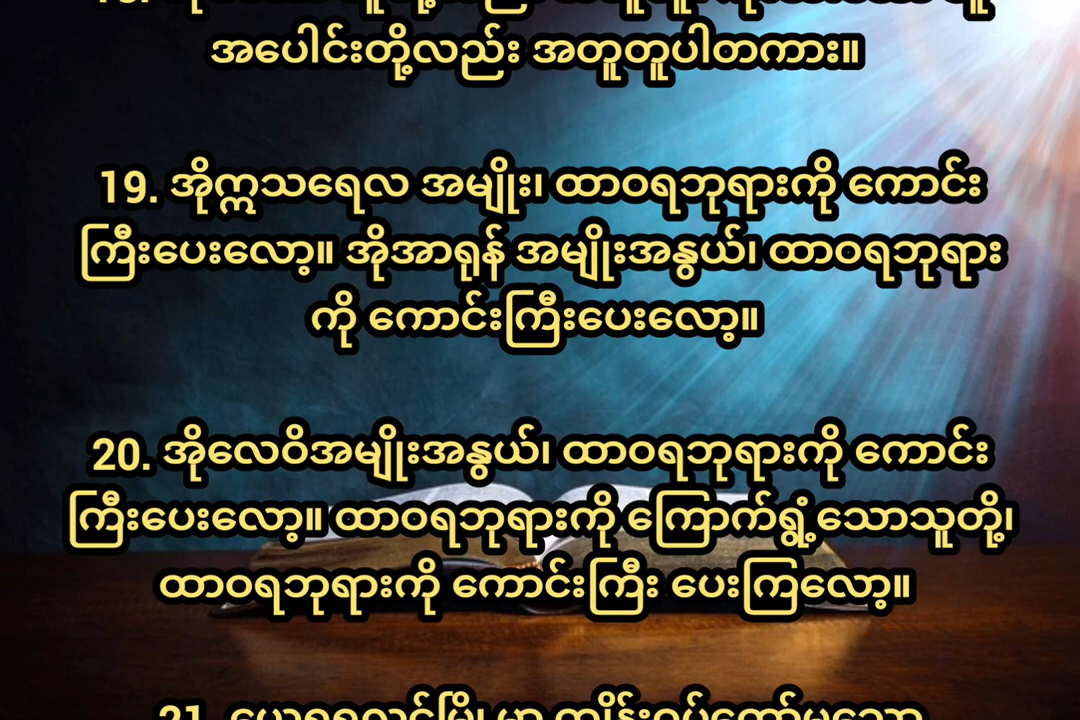 အပေါင်းတို့လည်း အတူတူပါတကား။
19. အိုဣသရေလ အမျိုး၊ ထာဝရဘုရားကို ကောင်း
ကြီးပေးလော့။ အိုအာရုန် အမျိုးအနွယ်၊ ထာဝရဘုရား
ကို ကောင်းကြီးပေးလော့။
20. အိုလေဝိအမျိုးအနွယ်၊ ထာဝရဘုရားကို ကောင်း
ကြီးပေးလော့။ ထာဝရဘုရားကို ကြောက်ရွံ့သောသူတို့၊
ထာဝရဘုရားကို ကောင်းကြီး ပေးကြလော့။
21.